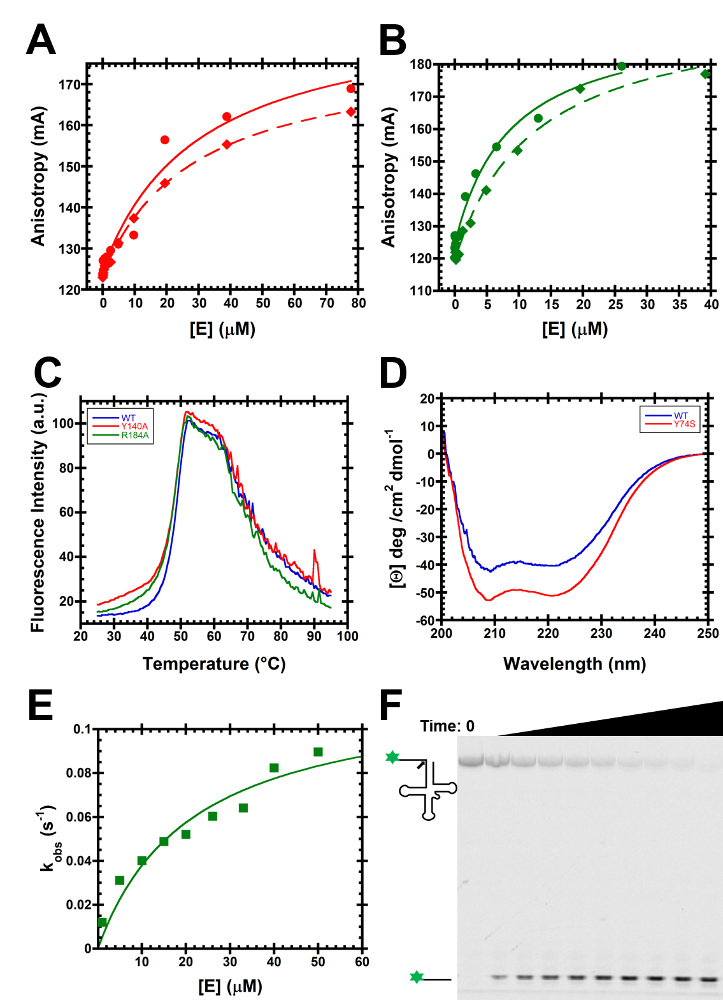 A
Anisotropy (mA)
170
160
150
140
130
120
0 10 20 30 40 50 60 70 80
[E] (μM)
B
Anisotropy (mA)
180
170
160
150
140
130
120
110
0 5 10 15 20 25 30 35 40
[E] (μM)
C
Fluorescence Intensity (a.u.)
100
80
60
40
20
WT
Y140A
R184A
20 30 40 50 60 70 80 90 100
Temperature (°C)
D
[Θ] deg /cm² dmol⁻¹
20
10
0
-10
-20
-30
-40
-50
-60
WT
Y74S
200 210 220 230 240 250
Wavelength (nm)
E
k obs (s⁻¹)
0.1
0.08
0.06
0.04
0.02
0
10 20 30 40 50 60
[E] (μM)
F
Time: 0